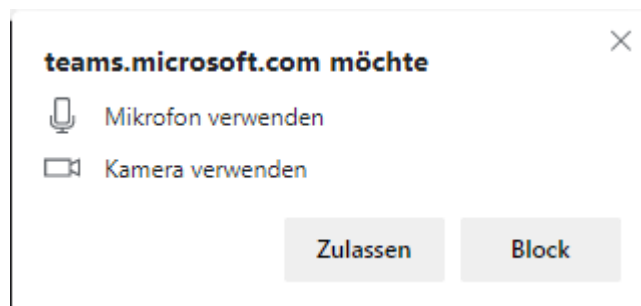 teams.microsoft.com möchte
Mikrofon verwenden
Kamera verwenden
Zulassen Block